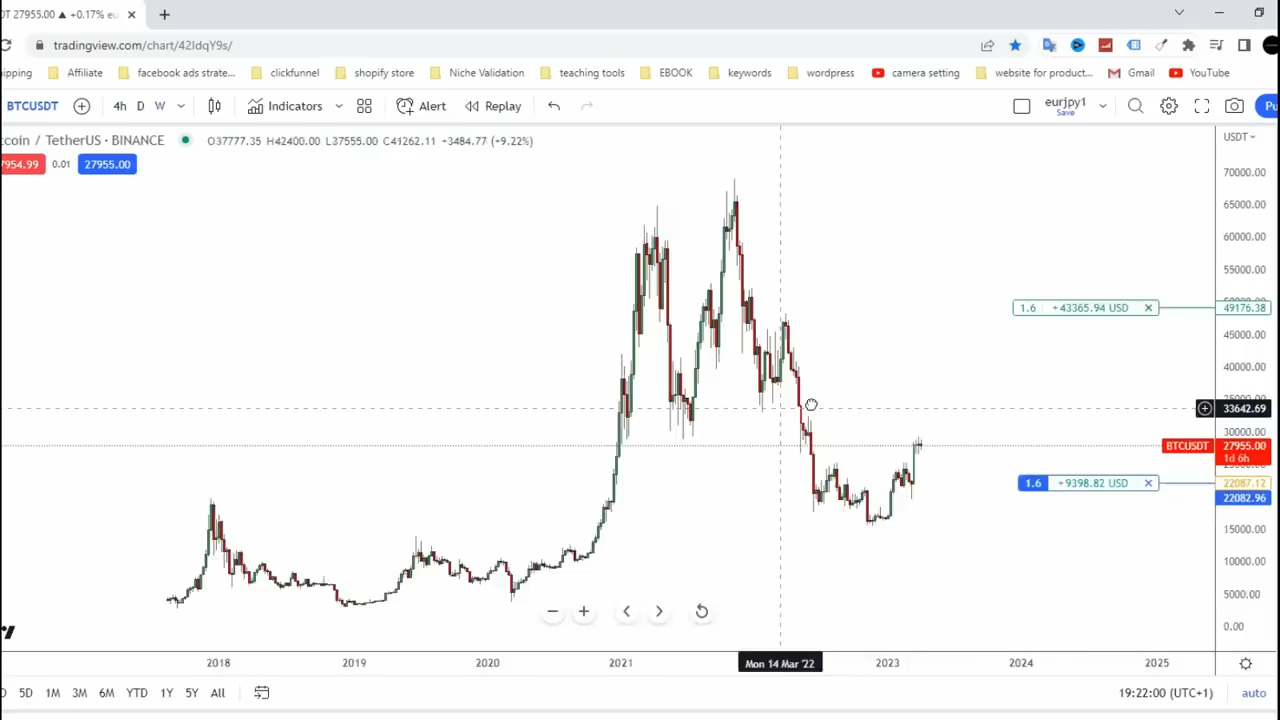 DT 27955.00 ▲ +0.17% eu
tradingview.com/chart/42IdqY9s/
ipping Affiliate facebook ads strate... clickfunnel shopify store Niche Validation teaching tools EBOOK keywords wordpress camera setting website for product... Gmail YouTube
BTCUSDT 4h D W Indicators Alert Replay eurjpy1 Pu
Save
tcoin / TetherUS · BINANCE O37777.35 H42400.00 L37555.00 C41262.11 +3484.77 (+9.22%) USDT
7954.99 0.01 27955.00
70000.00
65000.00
60000.00
55000.00
1.6 +43365.94 USD 49176.38
45000.00
40000.00
33642.69
30000.00
BTCUSDT 27955.00
1d 6h
1.6 +9398.82 USD 22087.12
22082.96
15000.00
10000.00
5000.00
0.00
2018 2019 2020 2021 Mon 14 Mar '22 2023 2024 2025
D 5D 1M 3M 6M YTD 1Y 5Y All 19:22:00 (UTC+1) auto